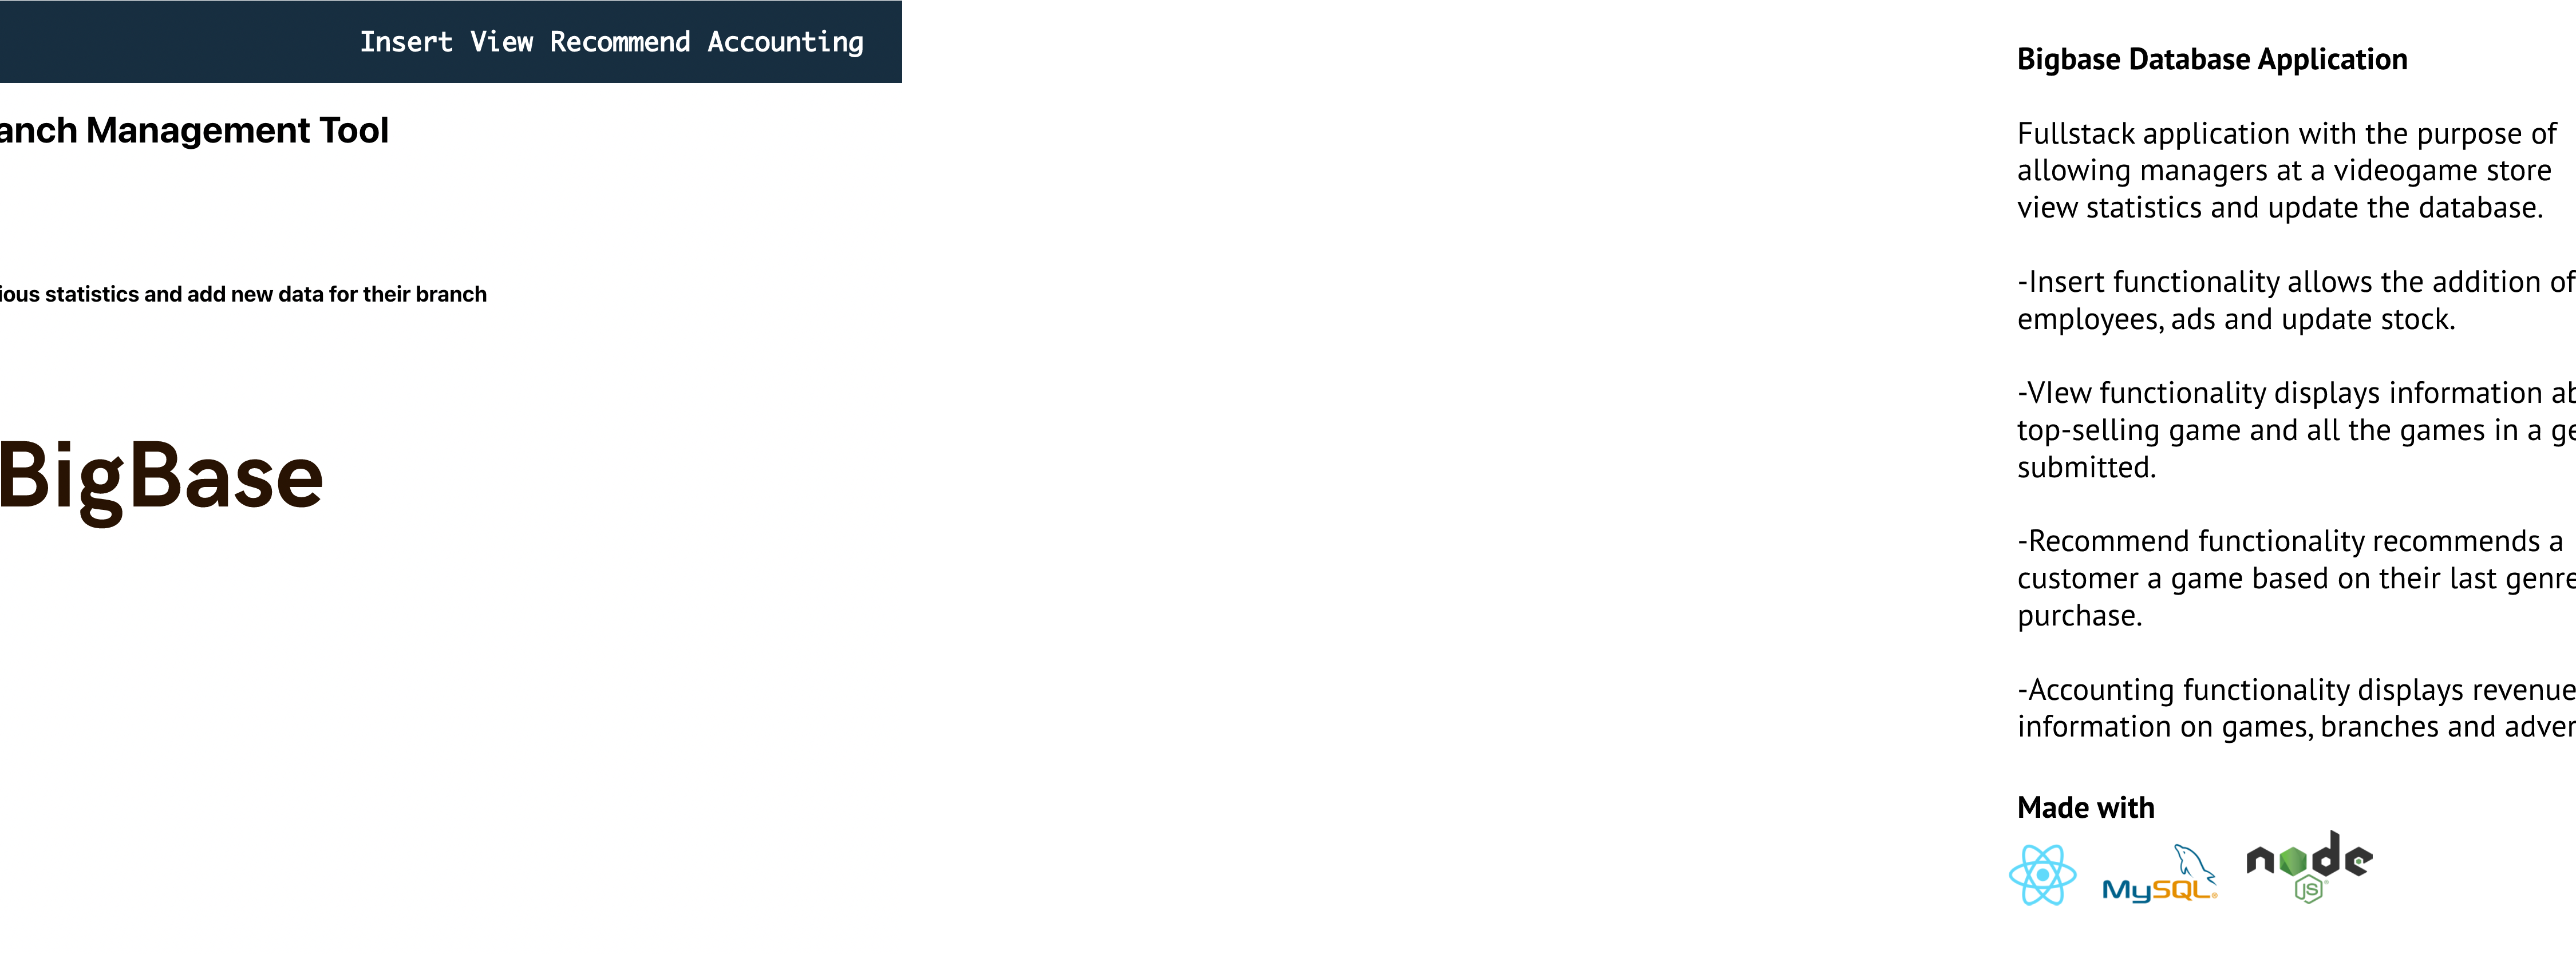 Insert View Recommend Accounting
anch Management Tool
ious statistics and add new data for their branch
BigBase
Bigbase Database Application
Fullstack application with the purpose of
allowing managers at a videogame store
view statistics and update the database.
-Insert functionality allows the addition of
employees, ads and update stock.
-VIew functionality displays information ab
top-selling game and all the games in a ge
submitted.
-Recommend functionality recommends a
customer a game based on their last genre
purchase.
-Accounting functionality displays revenue
information on games, branches and adver
Made with
MySQL®
node
JS®